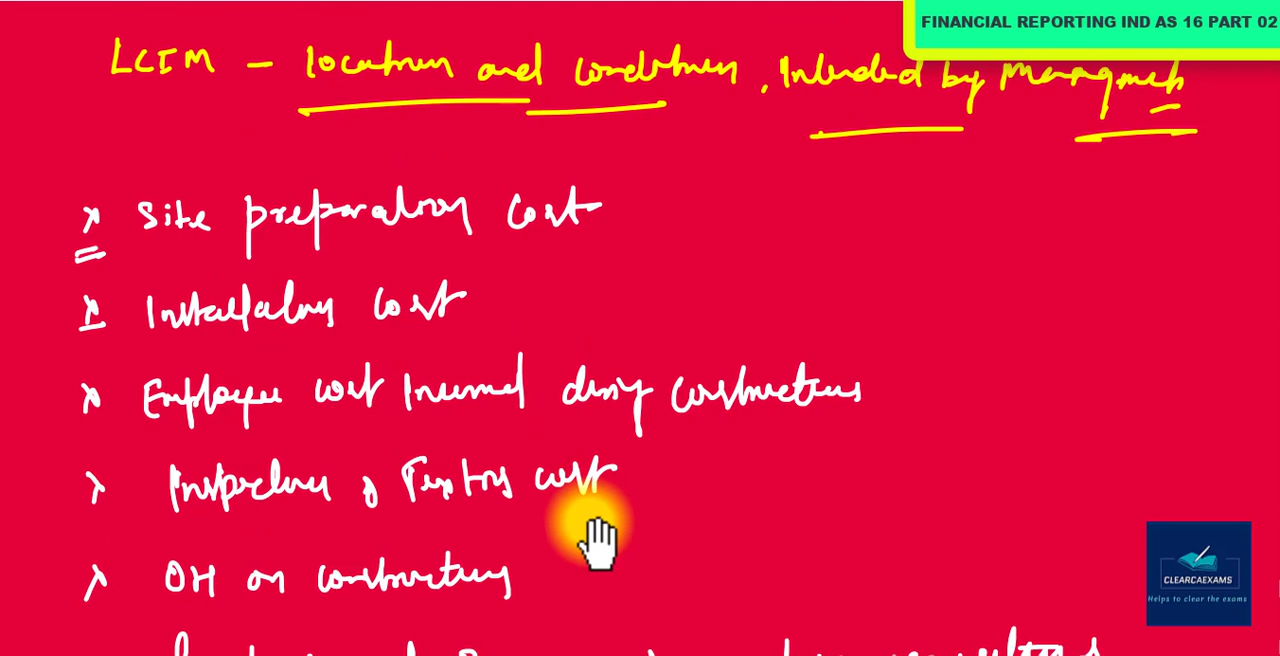 FINANCIAL REPORTING IND AS 16 PART 02
LCIM – location and condition, Intended by Management
Site preparation cost
Installation cost
Employee cost Incurred during construction
Inspection & Testing cost
OH on construction
CLEARCAEXAMS
Helps to clear the exams